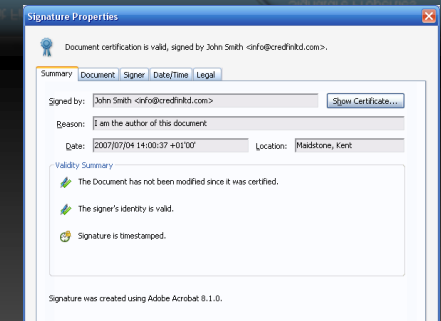 Signature Properties
Document certification is valid, signed by John Smith <info@credfinltd.com>.
Summary Document Signer Date/Time Legal
Signed by: John Smith <info@credfinltd.com> Show Certificate...
Reason: I am the author of this document
Date: 2007/07/04 14:00:37 +01'00' Location: Maidstone, Kent
Validity Summary
The Document has not been modified since it was certified.
The signer's identity is valid.
Signature is timestamped.
Signature was created using Adobe Acrobat 8.1.0.